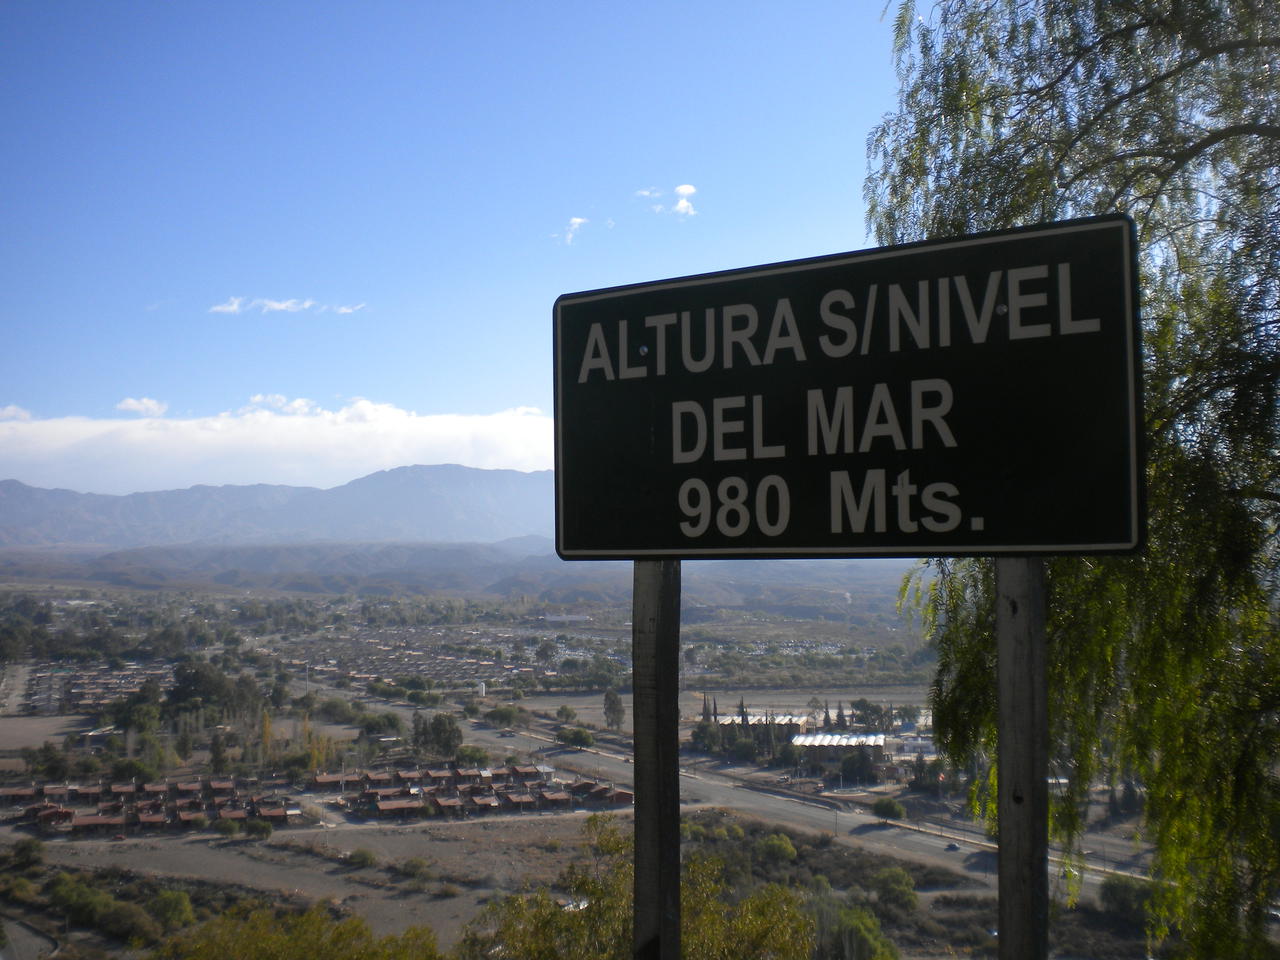 ALTURA S/NIVEL
DEL MAR
980 Mts.